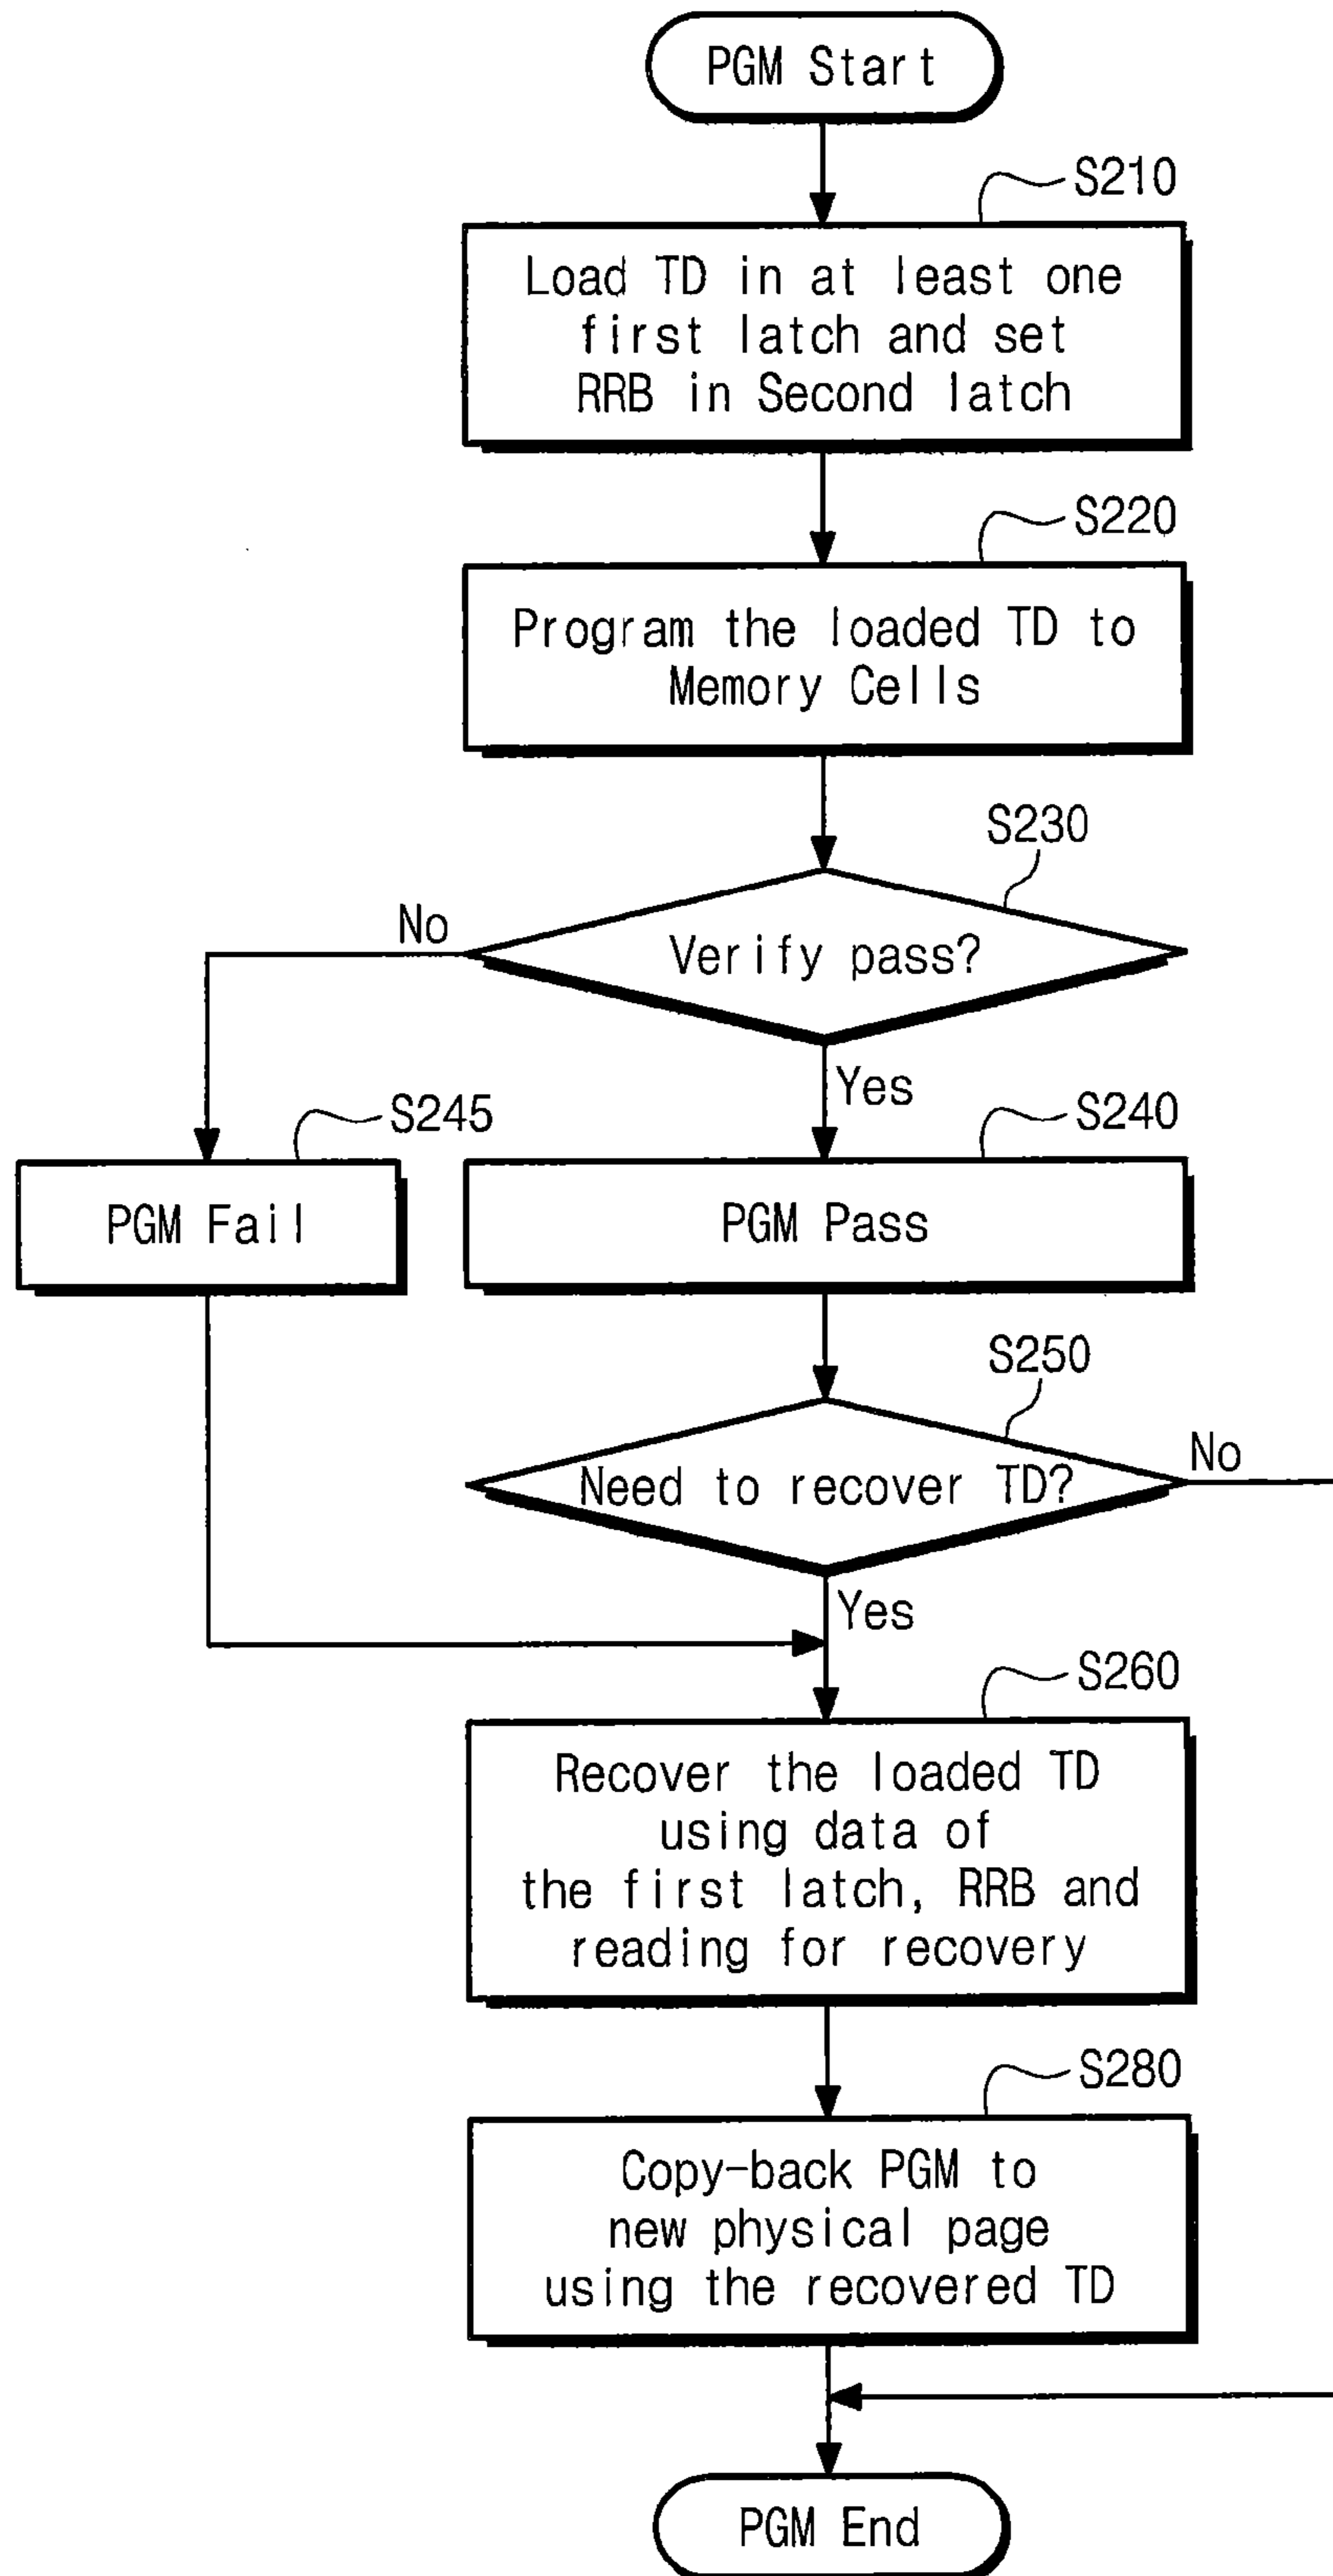 PGM Start
S210
Load TD in at least one
first latch and set
RRB in Second latch
S220
Program the loaded TD to
Memory Cells
S230
No
Verify pass?
Yes
S245
S240
PGM Fail
PGM Pass
S250
No
Need to recover TD?
Yes
S260
Recover the loaded TD
using data of
the first latch, RRB and
reading for recovery
S280
Copy-back PGM to
new physical page
using the recovered TD
PGM End